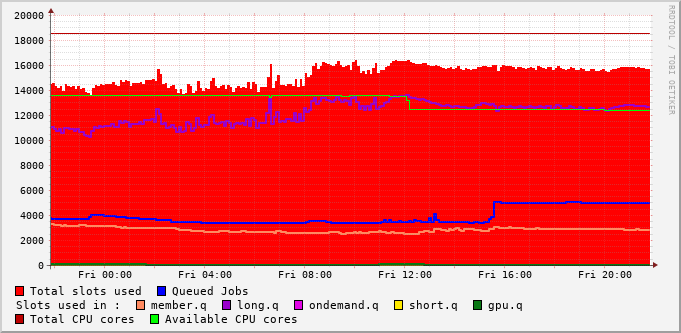 20000
18000
16000
14000
12000
10000
8000
6000
4000
2000
0
Fri 00:00 Fri 04:00 Fri 08:00 Fri 12:00 Fri 16:00 Fri 20:00
RRDTOOL / TOBI OETIKER
Total slots used Queued Jobs
Slots used in : member.q long.q ondemand.q short.q gpu.q
Total CPU cores Available CPU cores